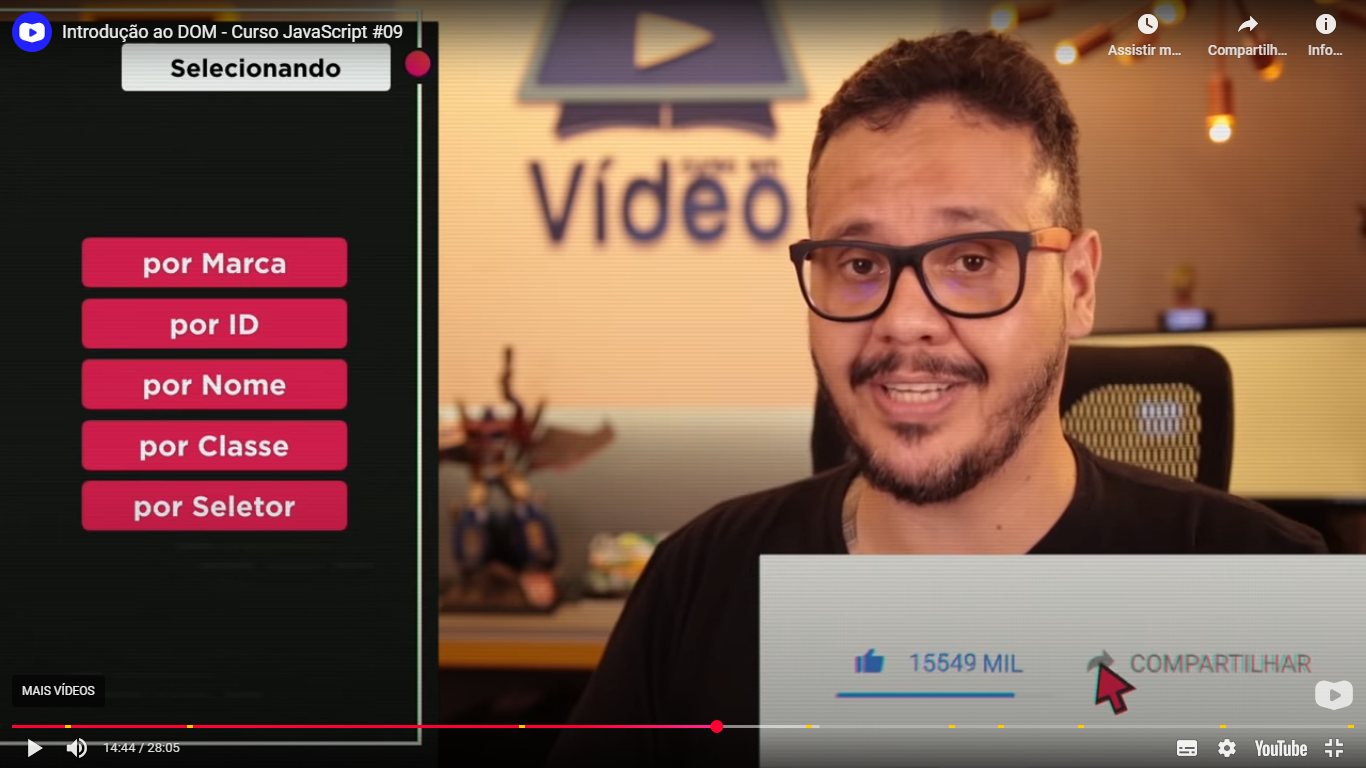 Introdução ao DOM - Curso JavaScript #09
Assistir m...
Compartilh...
Info...
Selecionando
Vídeo
por Marca
por ID
por Nome
por Classe
por Seletor
15549 MIL
COMPARTILHAR
MAIS VÍDEOS
14:44 / 28:05
YouTube